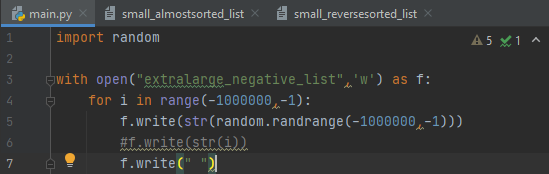 main.py × small_almostsorted_list × small_reversesorted_list ×
1 import random 5 1
2
3 with open("extralarge_negative_list",'w') as f:
4 for i in range(-1000000,-1):
5 f.write(str(random.randrange(-1000000,-1)))
6 #f.write(str(i))
7 f.write(" ")